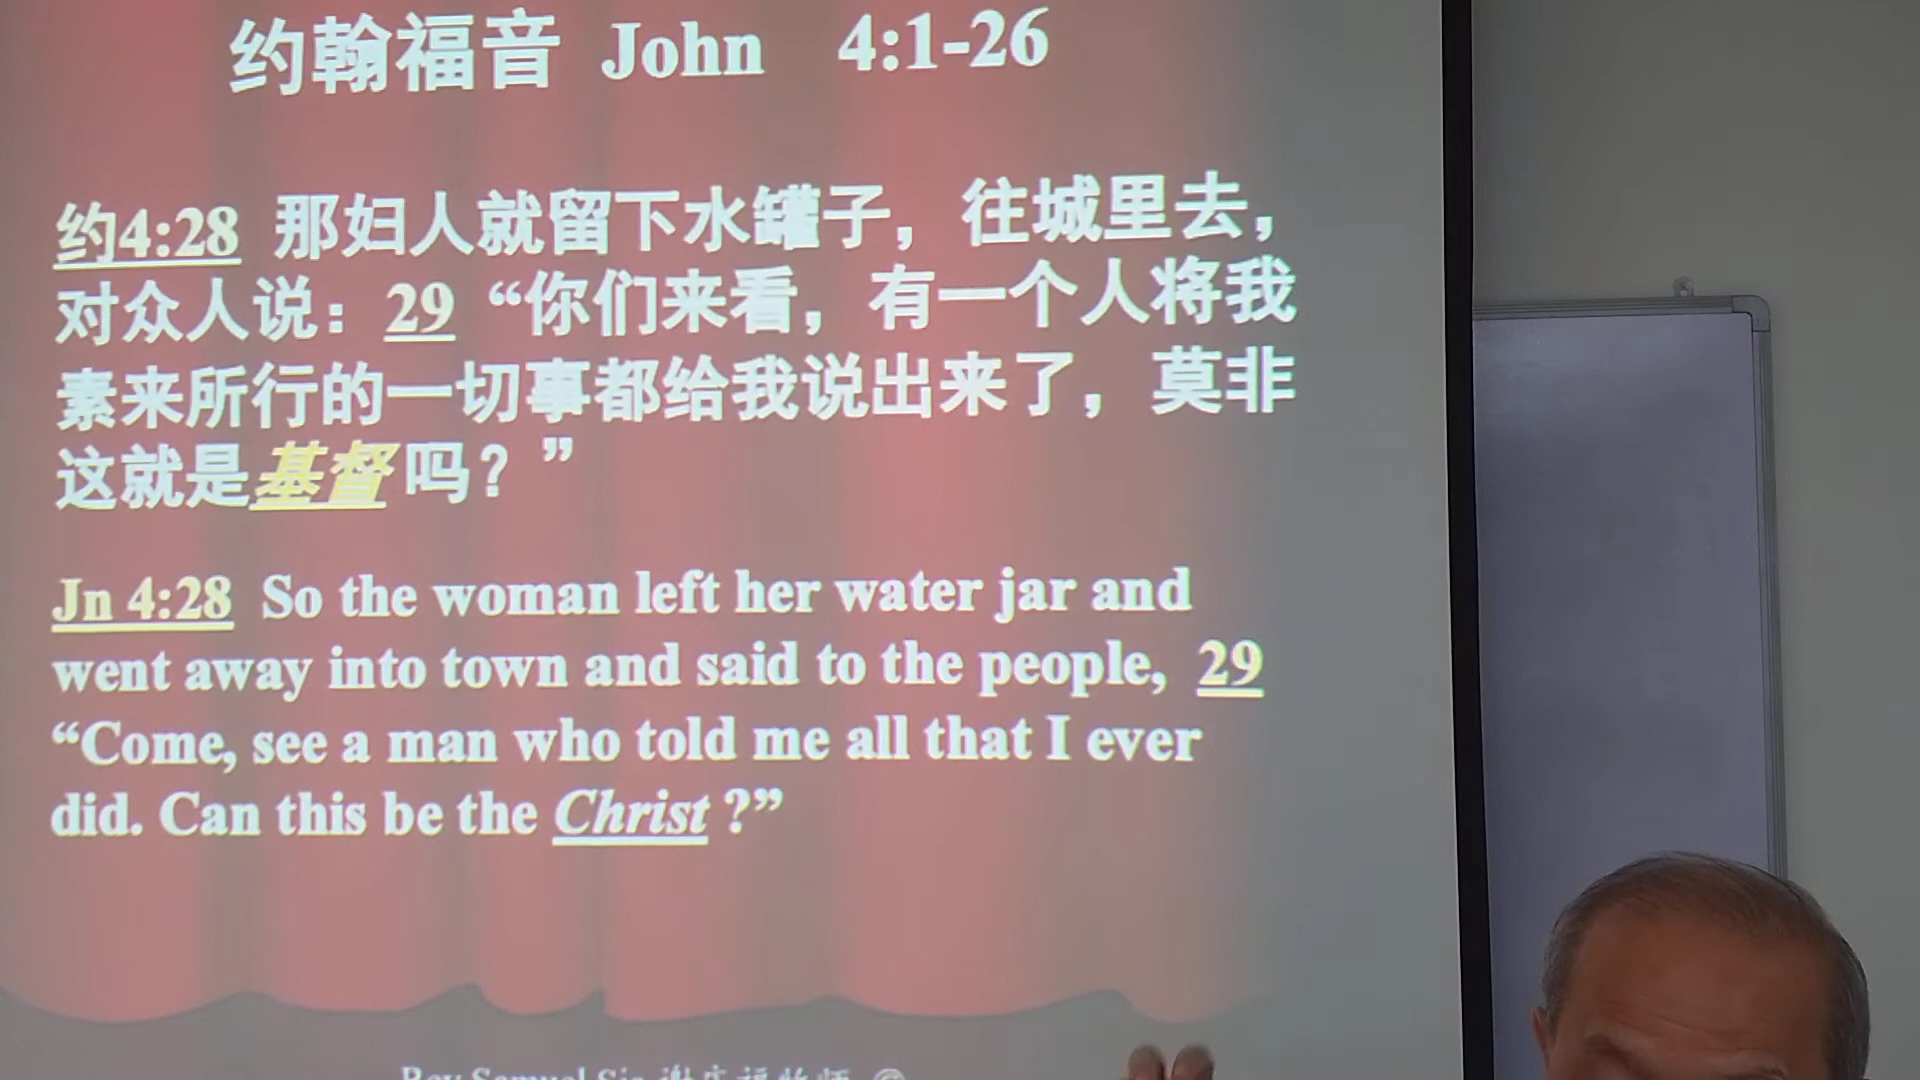 约翰福音 John 4:1-26
约4:28 那妇人就留下水罐子，往城里去，
对众人说：29 “你们来看，有一个人将我
素来所行的一切事都给我说出来了，莫非
这就是基督吗？”
Jn 4:28 So the woman left her water jar and
went away into town and said to the people, 29
“Come, see a man who told me all that I ever
did. Can this be the Christ ?”
Rev Samuel